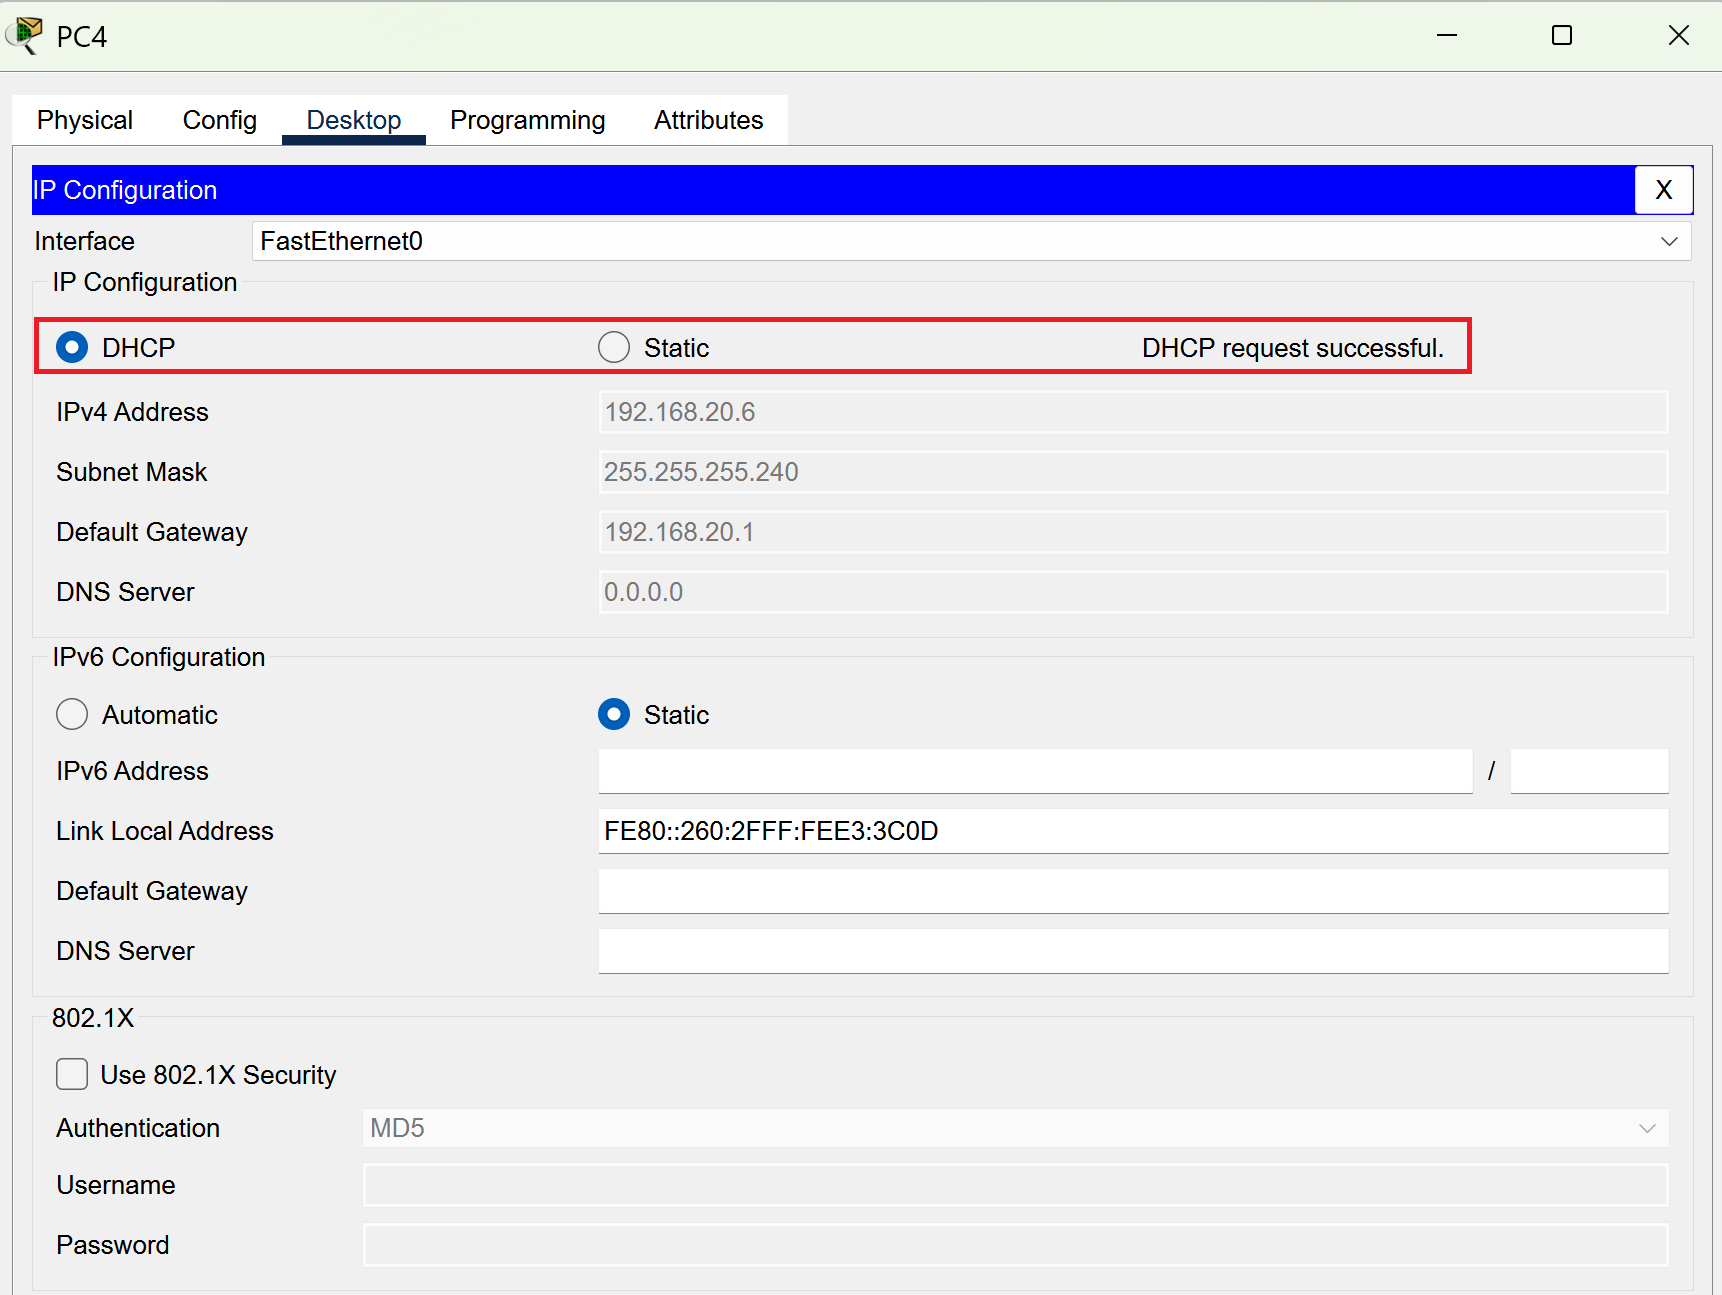 PC4
Physical Config Desktop Programming Attributes
IP Configuration X
Interface FastEthernet0
IP Configuration
DHCP Static DHCP request successful.
IPv4 Address 192.168.20.6
Subnet Mask 255.255.255.240
Default Gateway 192.168.20.1
DNS Server 0.0.0.0
IPv6 Configuration
Automatic Static
IPv6 Address /
Link Local Address FE80::260:2FFF:FEE3:3C0D
Default Gateway
DNS Server
802.1X
Use 802.1X Security
Authentication MD5
Username
Password